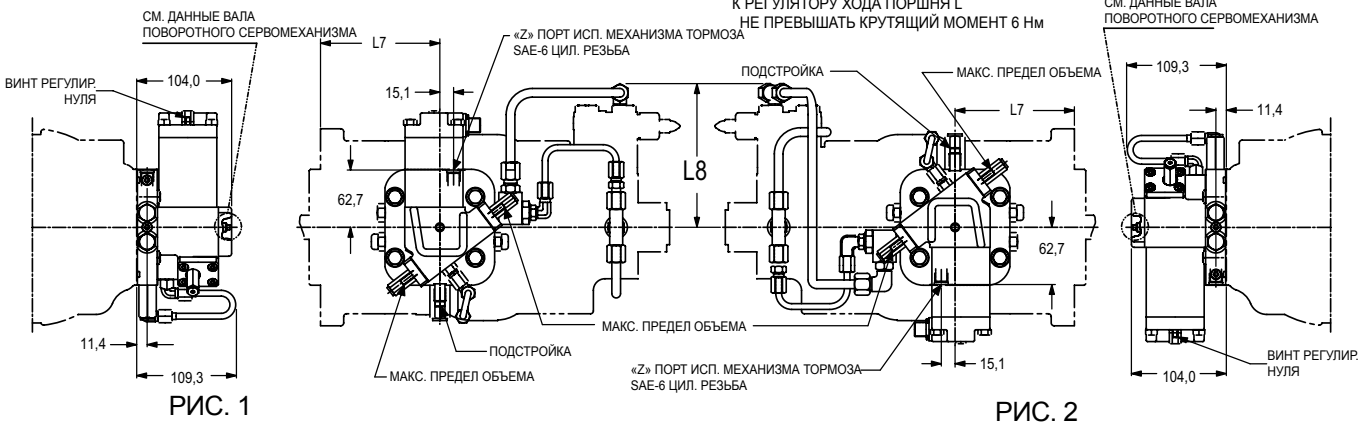 К РЕГУЛЯТОРУ ХОДА ПОРШНЯ L
НЕ ПРЕВЫШАТЬ КРУТЯЩИЙ МОМЕНТ 6 Нм
СМ. ДАННЫЕ ВАЛА
ПОВОРОТНОГО СЕРВОМЕХАНИЗМА
104,0
ВИНТ РЕГУЛИР.
НУЛЯ
11,4
109,3
РИС. 1
L7
«Z» ПОРТ ИСП. МЕХАНИЗМА ТОРМОЗА
SAE-6 ЦИЛ. РЕЗЬБА
15,1
62,7
МАКС. ПРЕДЕЛ ОБЪЕМА
ПОДСТРОЙКА
МАКС. ПРЕДЕЛ ОБЪЕМА
L8
ПОДСТРОЙКА
МАКС. ПРЕДЕЛ ОБЪЕМА
L7
62,7
«Z» ПОРТ ИСП. МЕХАНИЗМА ТОРМОЗА
SAE-6 ЦИЛ. РЕЗЬБА
15,1
СМ. ДАННЫЕ ВАЛА
ПОВОРОТНОГО СЕРВОМЕХАНИЗМА
109,3
11,4
ВИНТ РЕГУЛИР.
НУЛЯ
104,0
РИС. 2